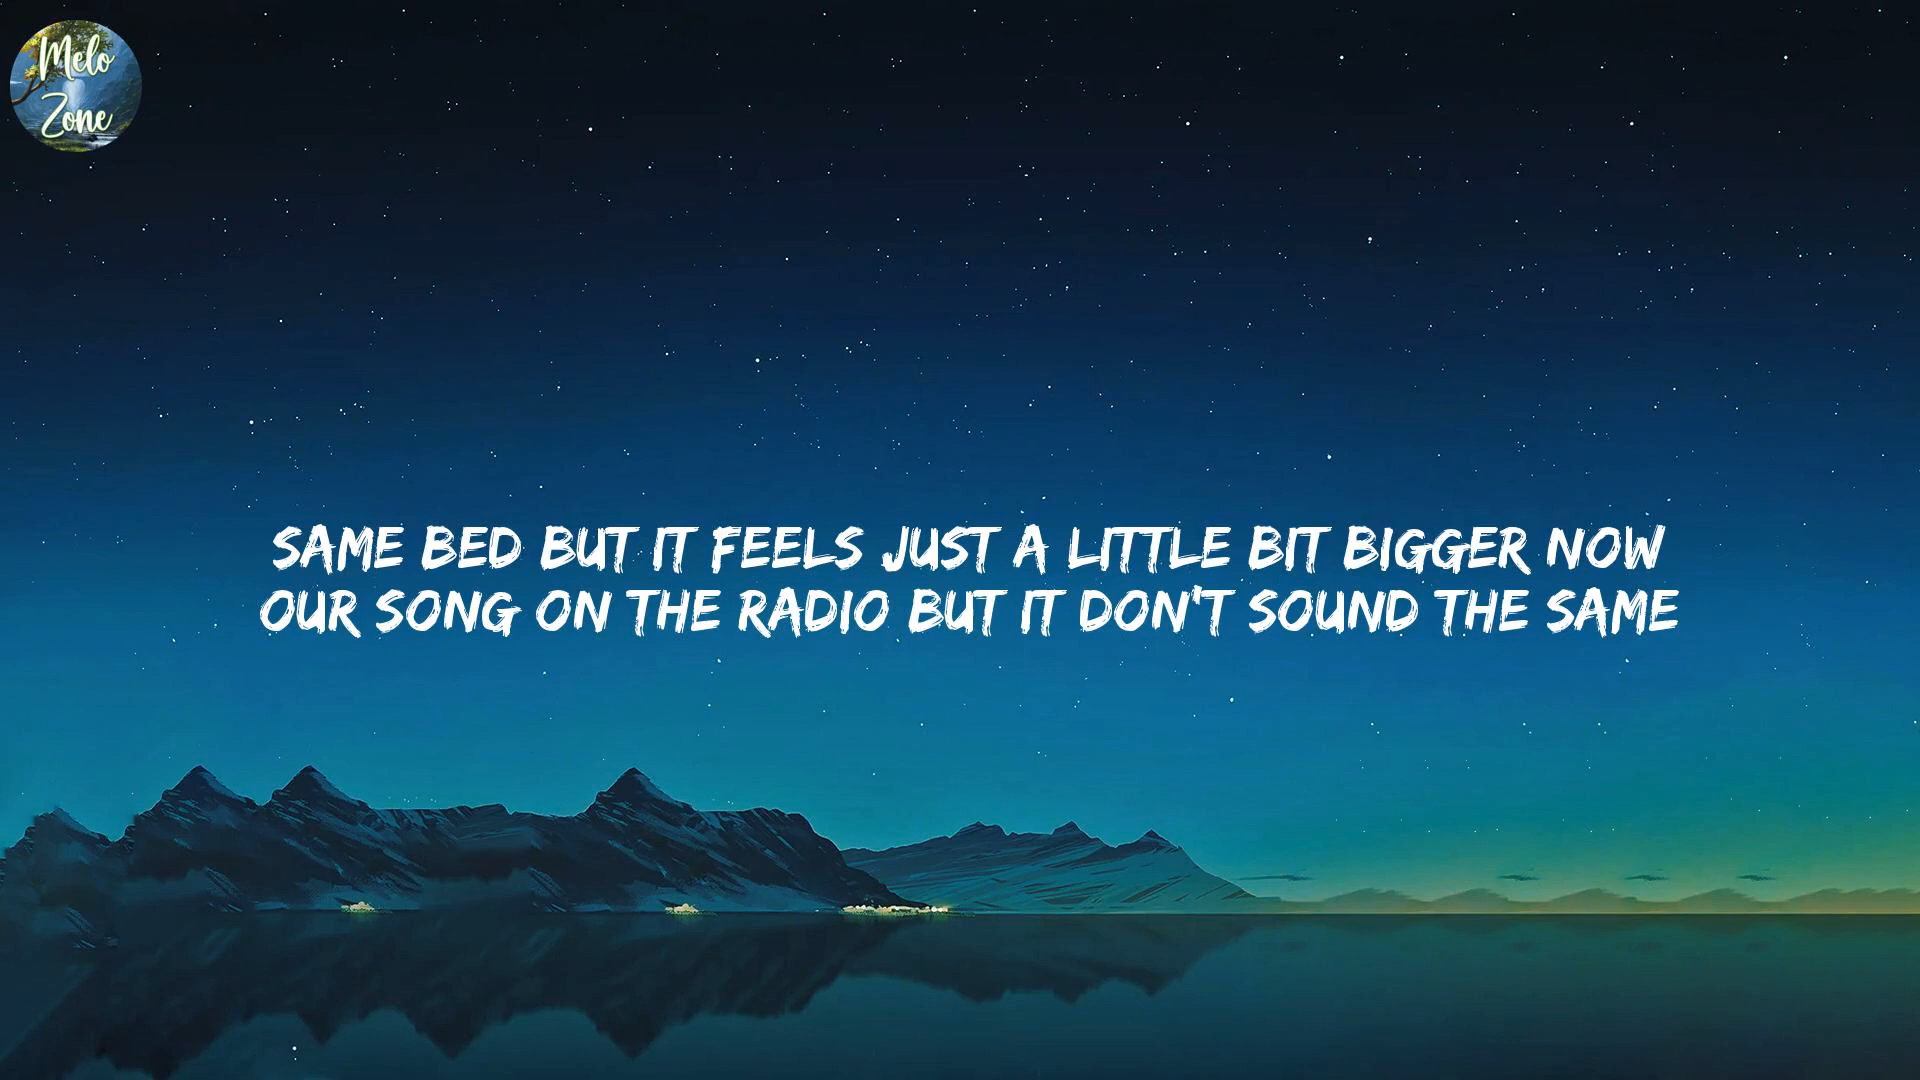 Melo
Zone
SAME BED BUT IT FEELS JUST A LITTLE BIT BIGGER NOW
OUR SONG ON THE RADIO BUT IT DON'T SOUND THE SAME